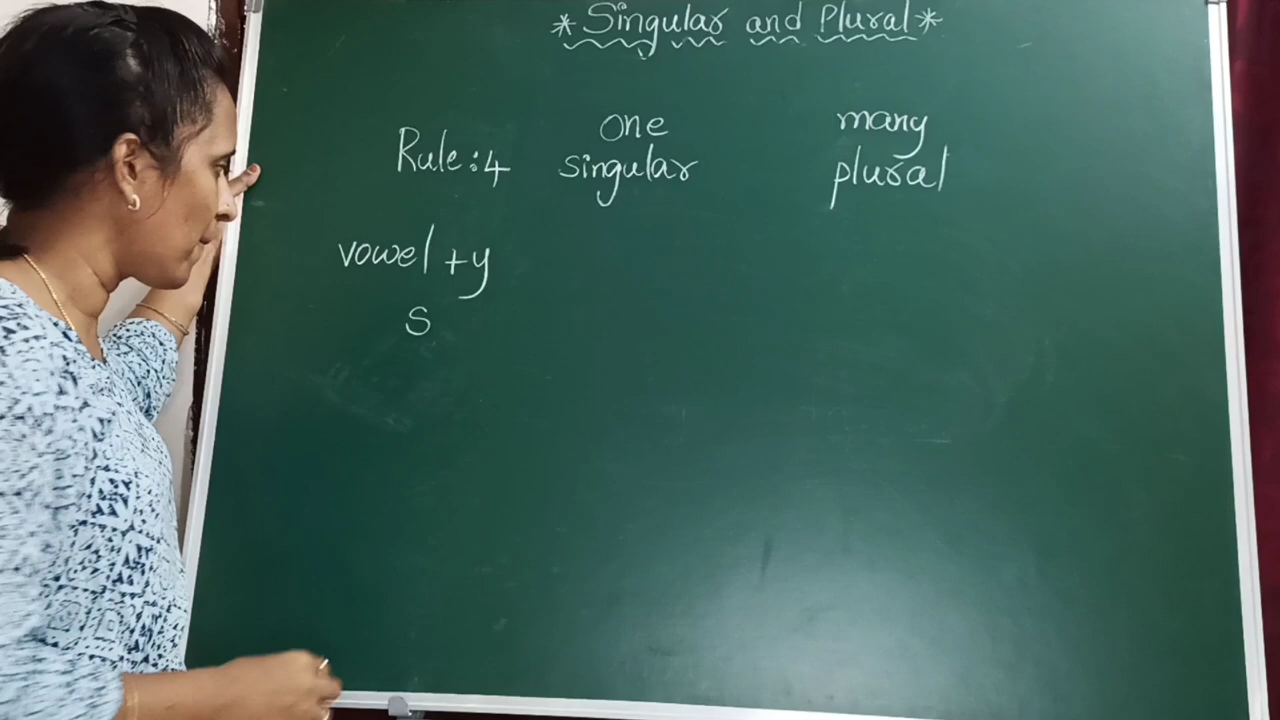 *Singular and Plural*
one many
Rule:4 singular plural
vowel+y
s